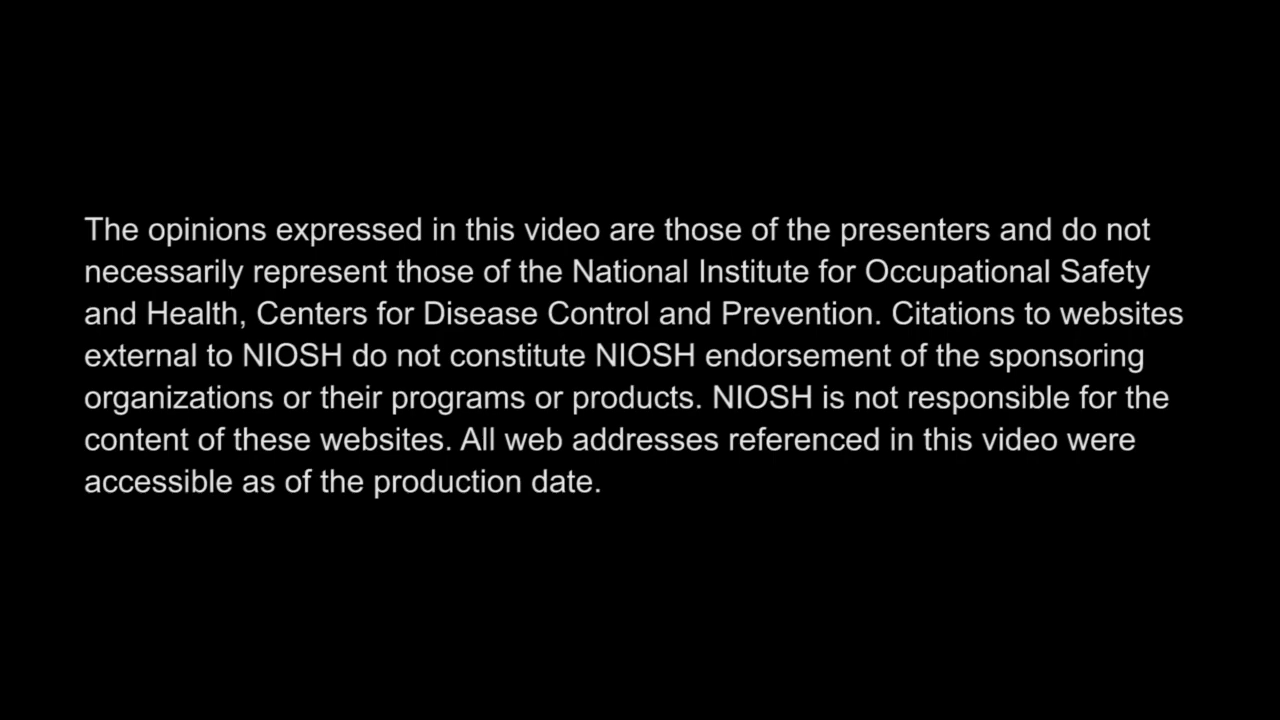 The opinions expressed in this video are those of the presenters and do not
necessarily represent those of the National Institute for Occupational Safety
and Health, Centers for Disease Control and Prevention. Citations to websites
external to NIOSH do not constitute NIOSH endorsement of the sponsoring
organizations or their programs or products. NIOSH is not responsible for the
content of these websites. All web addresses referenced in this video were
accessible as of the production date.